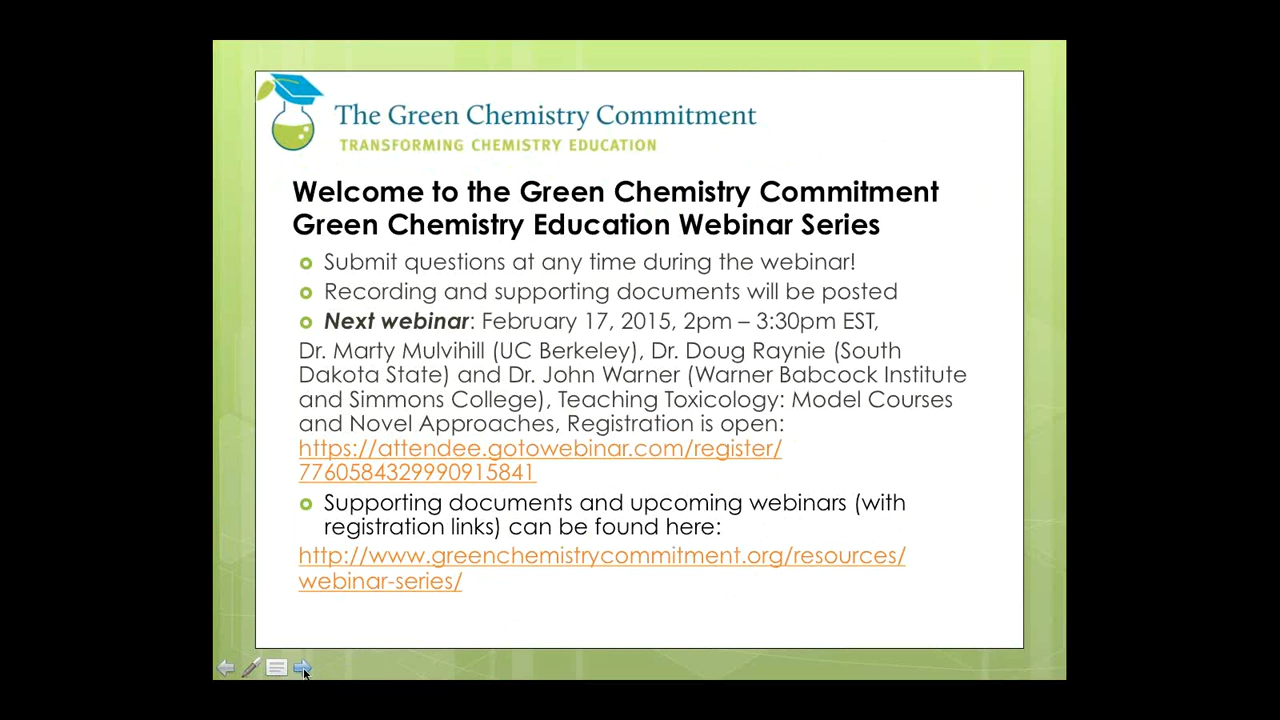 The Green Chemistry Commitment
TRANSFORMING CHEMISTRY EDUCATION
Welcome to the Green Chemistry Commitment
Green Chemistry Education Webinar Series
Submit questions at any time during the webinar!
Recording and supporting documents will be posted
Next webinar: February 17, 2015, 2pm – 3:30pm EST,
Dr. Marty Mulvihill (UC Berkeley), Dr. Doug Raynie (South
Dakota State) and Dr. John Warner (Warner Babcock Institute
and Simmons College), Teaching Toxicology: Model Courses
and Novel Approaches, Registration is open:
https://attendee.gotowebinar.com/register/
7760584329990915841
Supporting documents and upcoming webinars (with
registration links) can be found here:
http://www.greenchemistrycommitment.org/resources/
webinar-series/